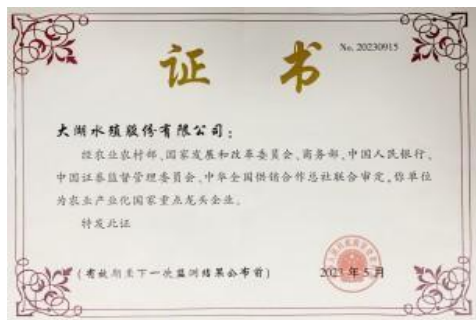 No. 20230915
证 书
大湖水殖股份有限公司：
经农业农村部、国家发展和改革委员会、商务部、中国人民银行、
中国证券监督管理委员会、中华全国供销合作总社联合审定，你单位
为农业产业化国家重点龙头企业。
特发此证
（有效期至下一次监测结果公布前）
2023 年 5 月